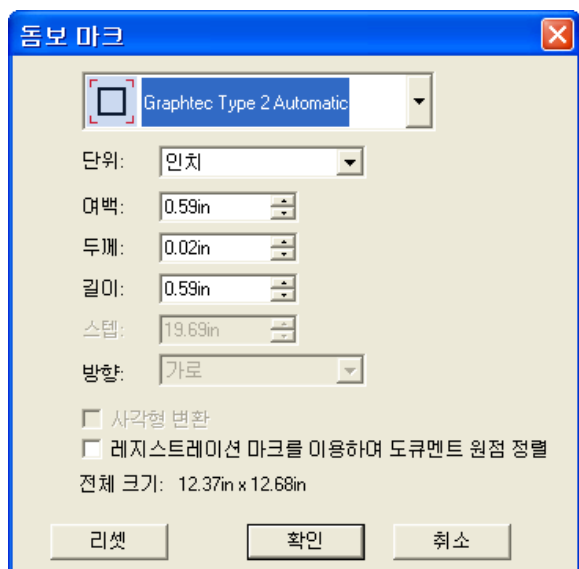 돔보 마크
Graphtec Type 2 Automatic
단위: 인치
여백: 0.59in
두께: 0.02in
길이: 0.59in
스텝: 19.69in
방향: 가로
사각형 변환
레지스트레이션 마크를 이용하여 도큐멘트 원점 정렬
전체 크기: 12.37in x 12.68in
리셋 확인 취소